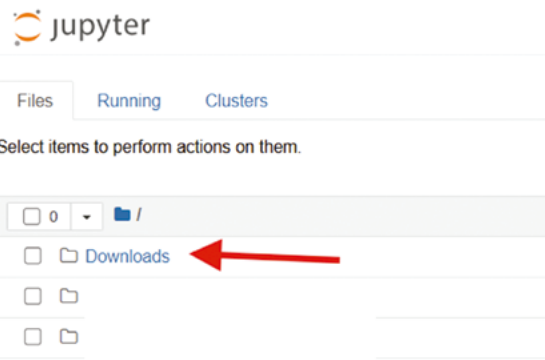 jupyter
Files Running Clusters
Select items to perform actions on them.
0 /
Downloads